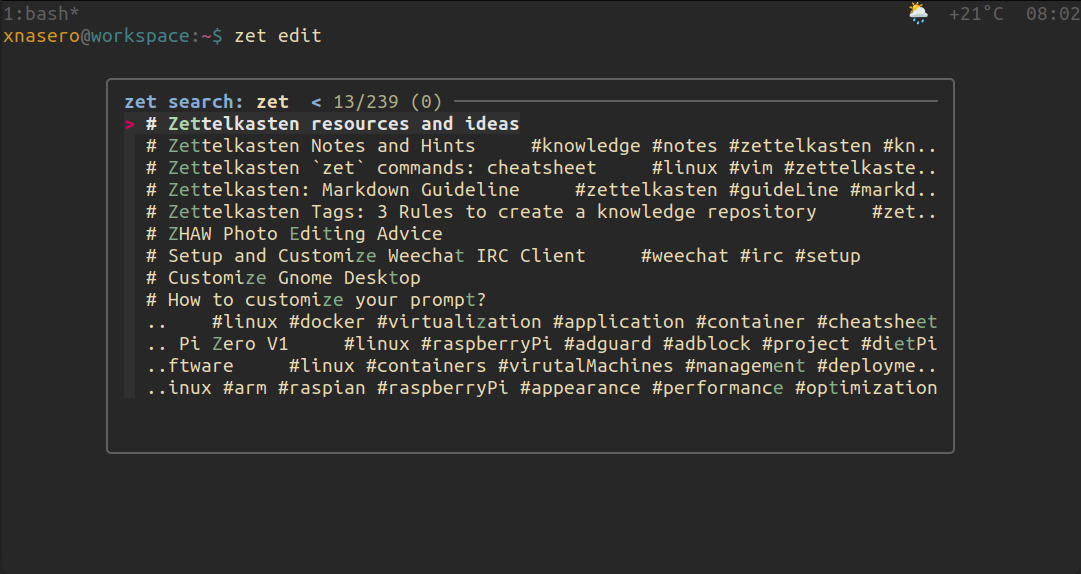 1:bash* +21°C 08:02
xnasero@workspace:~$ zet edit
zet search: zet < 13/239 (0)
> # Zettelkasten resources and ideas
# Zettelkasten Notes and Hints #knowledge #notes #zettelkasten #kn..
# Zettelkasten `zet` commands: cheatsheet #linux #vim #zettelkaste..
# Zettelkasten: Markdown Guideline #zettelkasten #guideLine #markd..
# Zettelkasten Tags: 3 Rules to create a knowledge repository #zet..
# ZHAW Photo Editing Advice
# Setup and Customize Weechat IRC Client #weechat #irc #setup
# Customize Gnome Desktop
# How to customize your prompt?
.. #linux #docker #virtualization #application #container #cheatsheet
.. Pi Zero V1 #linux #raspberryPi #adguard #adblock #project #dietPi
..ftware #linux #containers #virutalMachines #management #deployme..
..inux #arm #raspian #raspberryPi #appearance #performance #optimization